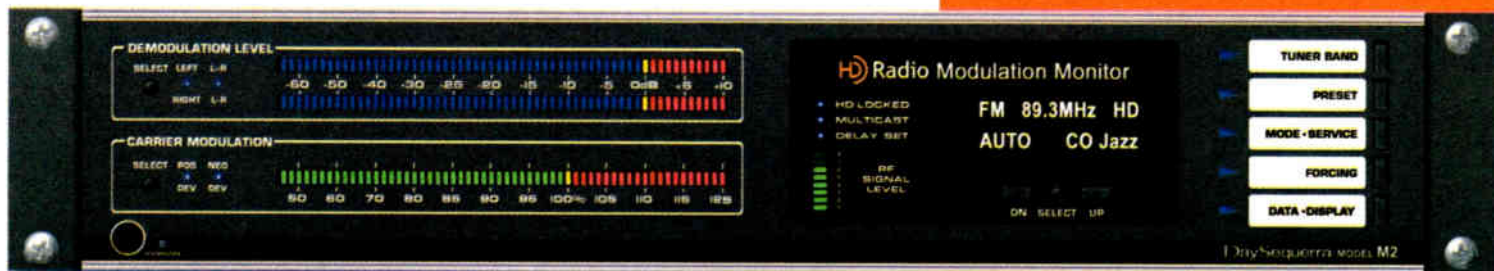 DEMODULATION LEVEL
SELECT LEFT L-R
RIGHT L-R
-60 -50 -40 -30 -25 -20 -15 -10 -5 0dB +5 +10
CARRIER MODULATION
SELECT POS NEG
DEV DEV
50 60 70 80 85 90 95 100% 105 110 115 125
HD Radio Modulation Monitor
HD LOCKED
MULTICAST
DELAY SET
FM 89.3MHz HD
AUTO CO Jazz
RF
SIGNAL
LEVEL
DN SELECT UP
TUNER BAND
PRESET
MODE • SERVICE
FORCING
DATA • DISPLAY
DaySequerra MODEL M2